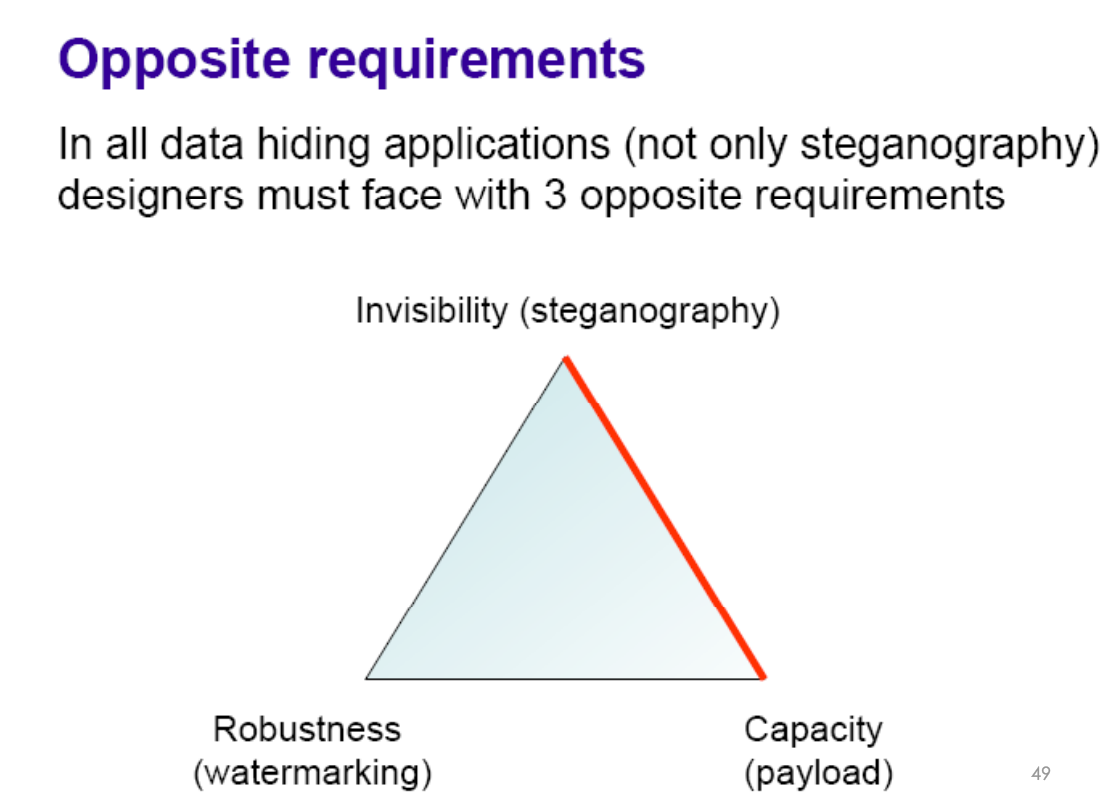 Opposite requirements
In all data hiding applications (not only steganography)
designers must face with 3 opposite requirements
Invisibility (steganography)
Robustness
(watermarking)
Capacity
(payload)
49